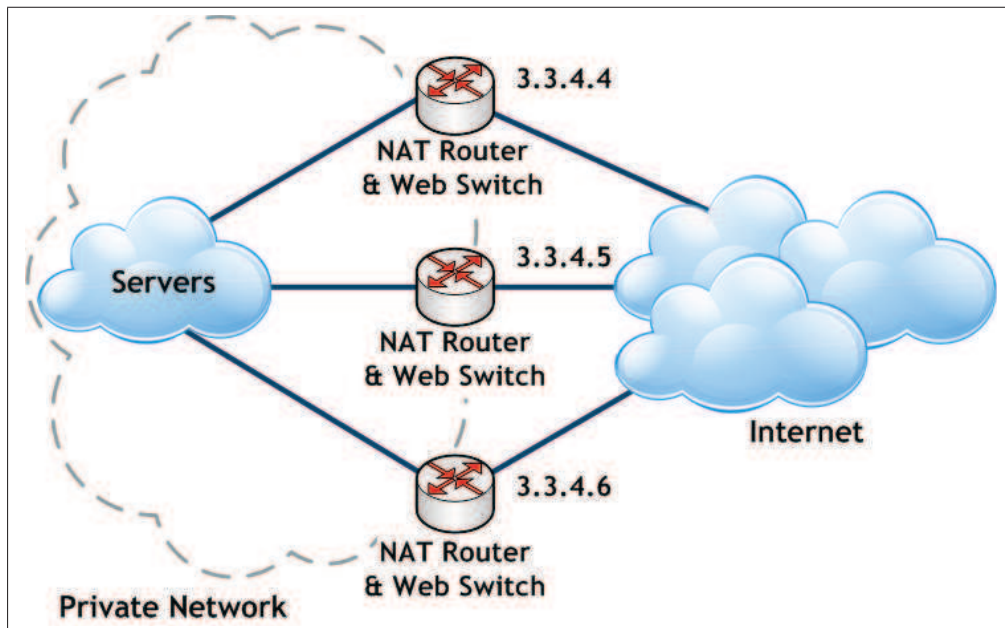 3.3.4.4
NAT Router
& Web Switch
3.3.4.5
Servers
NAT Router
& Web Switch
Internet
3.3.4.6
NAT Router
& Web Switch
Private Network